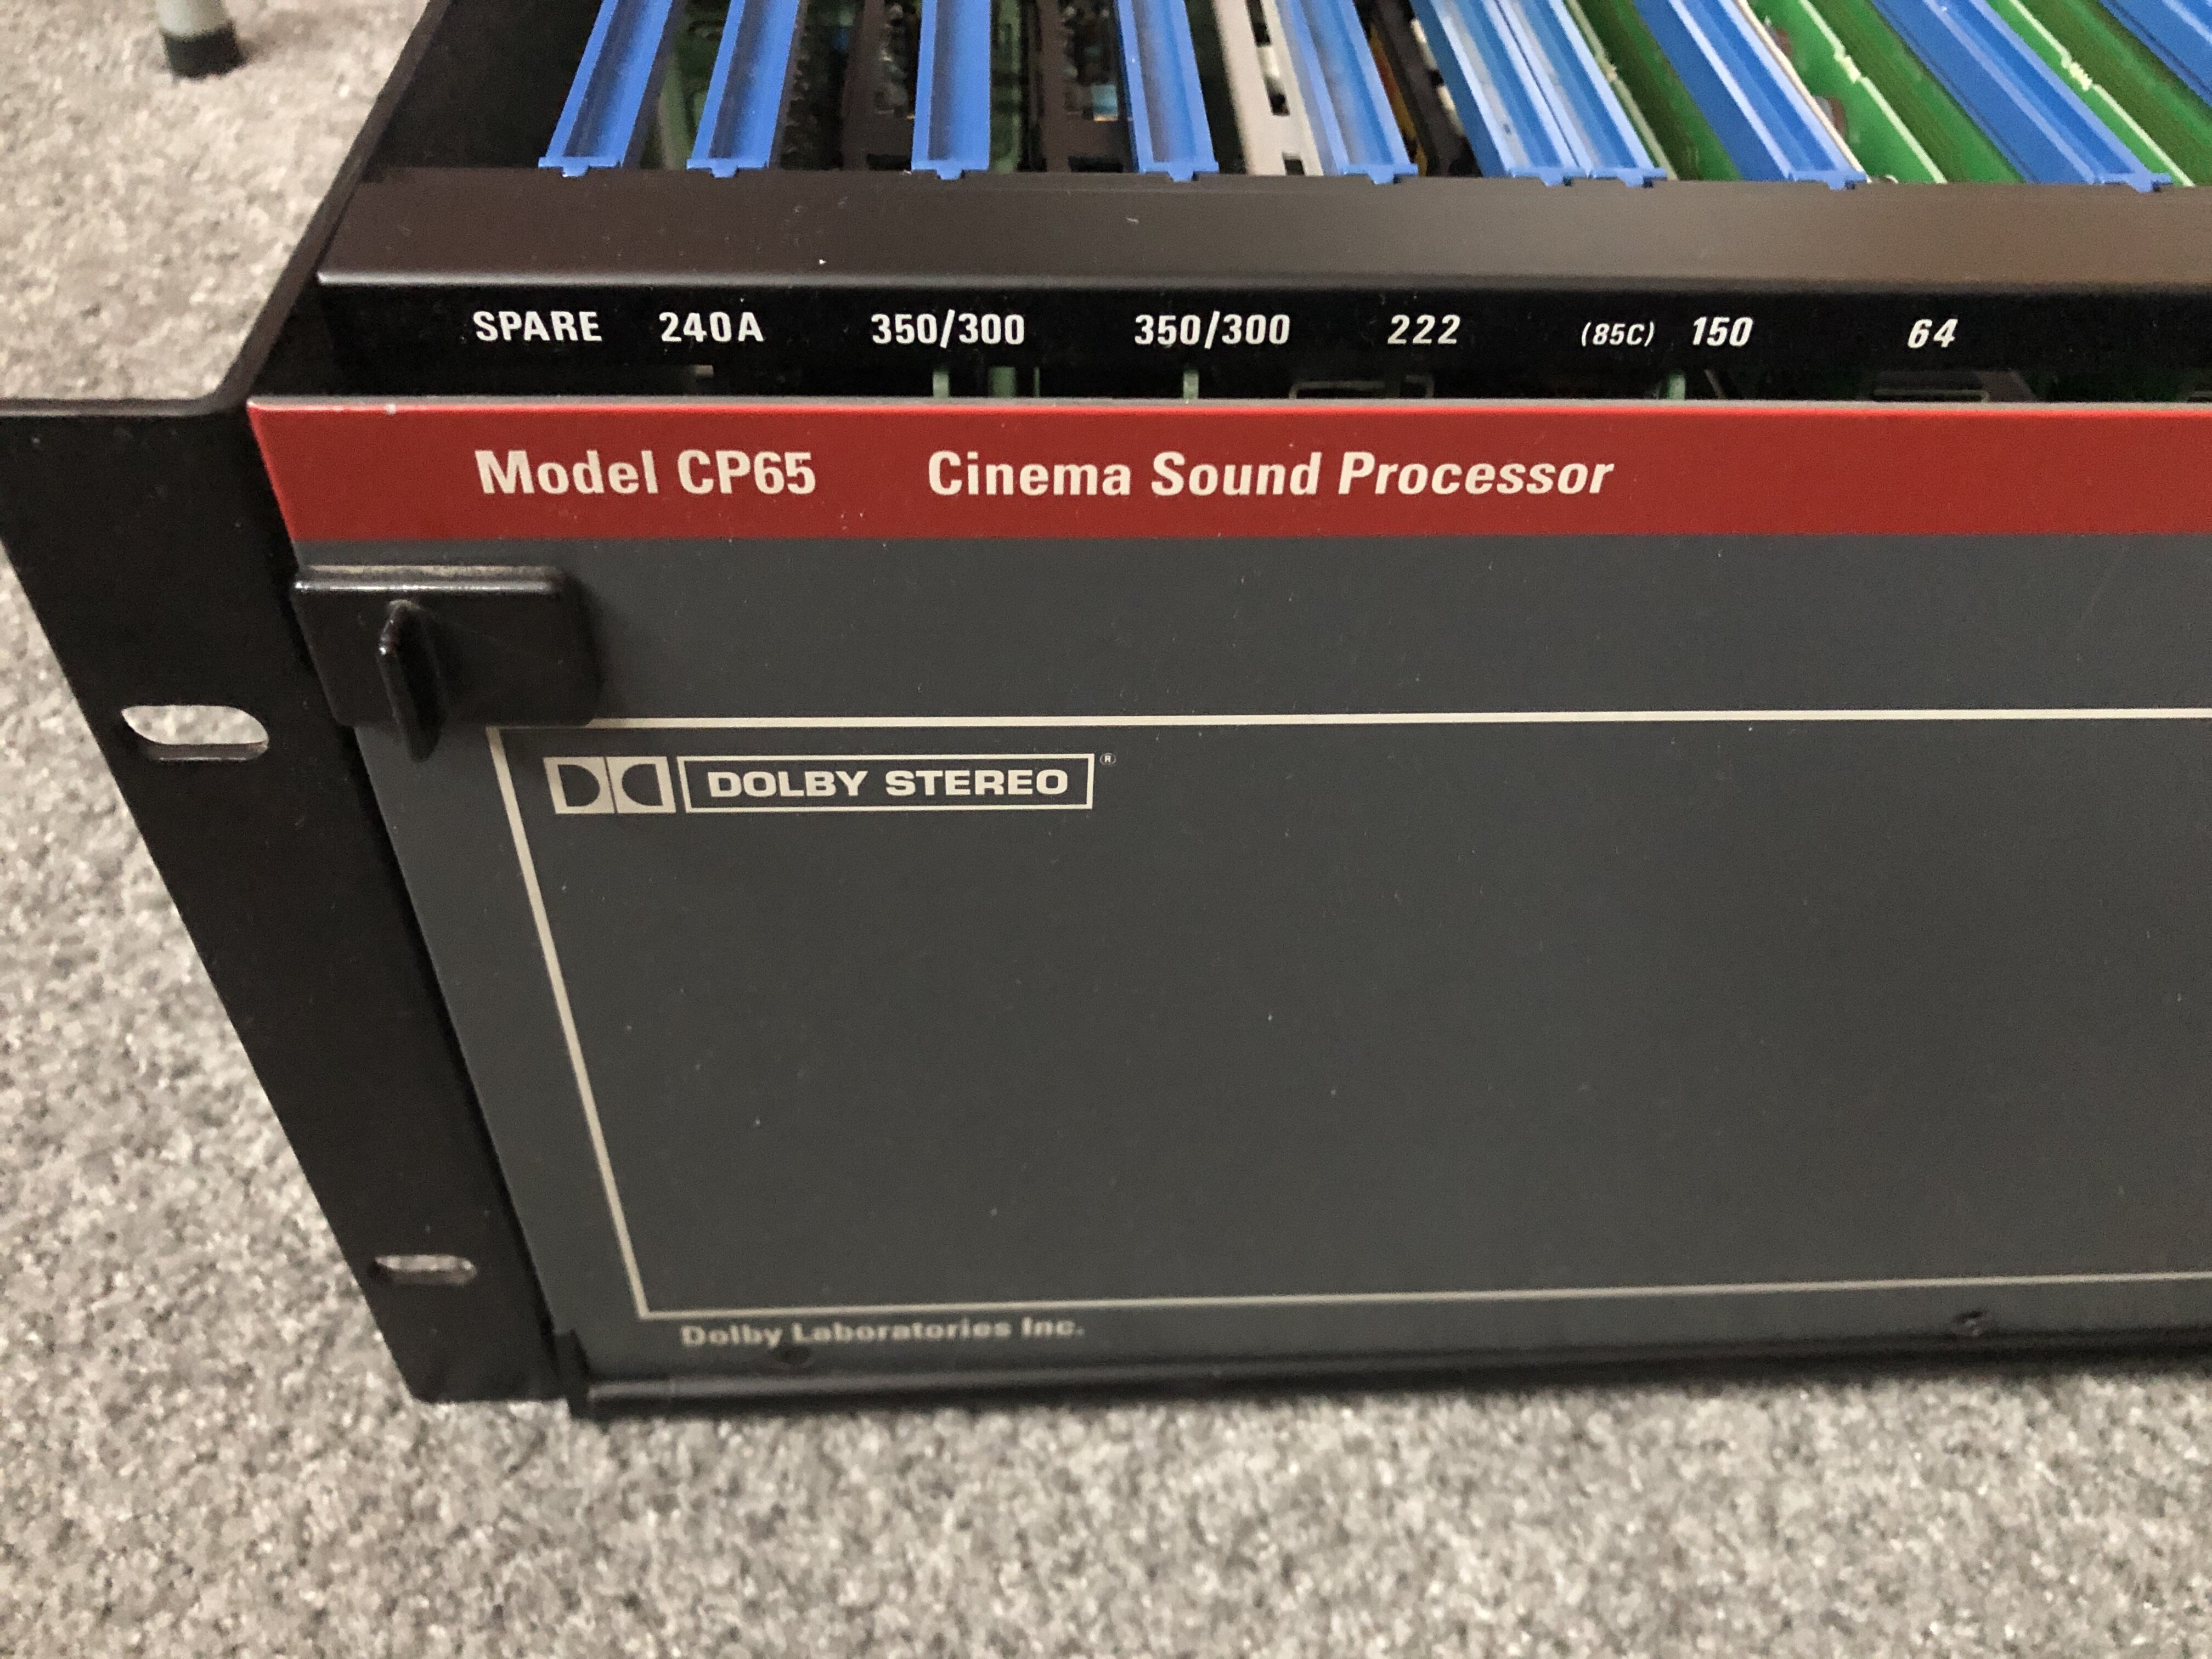 SPARE 240A 350/300 350/300 222 (85C) 150 64
Model CP65 Cinema Sound Processor
DOLBY STEREO ®
Dolby Laboratories Inc.